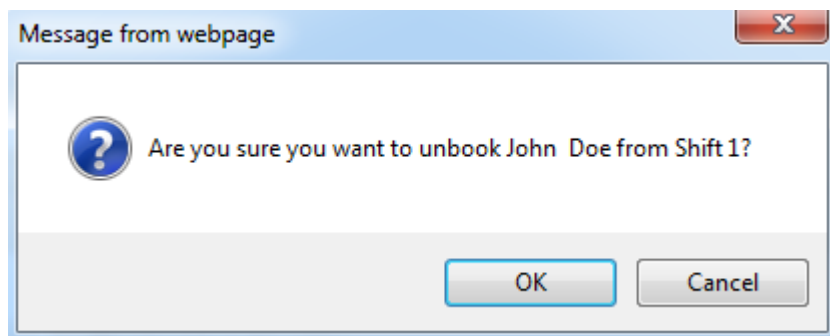 Message from webpage
Are you sure you want to unbook John  Doe from Shift 1?
OK
Cancel